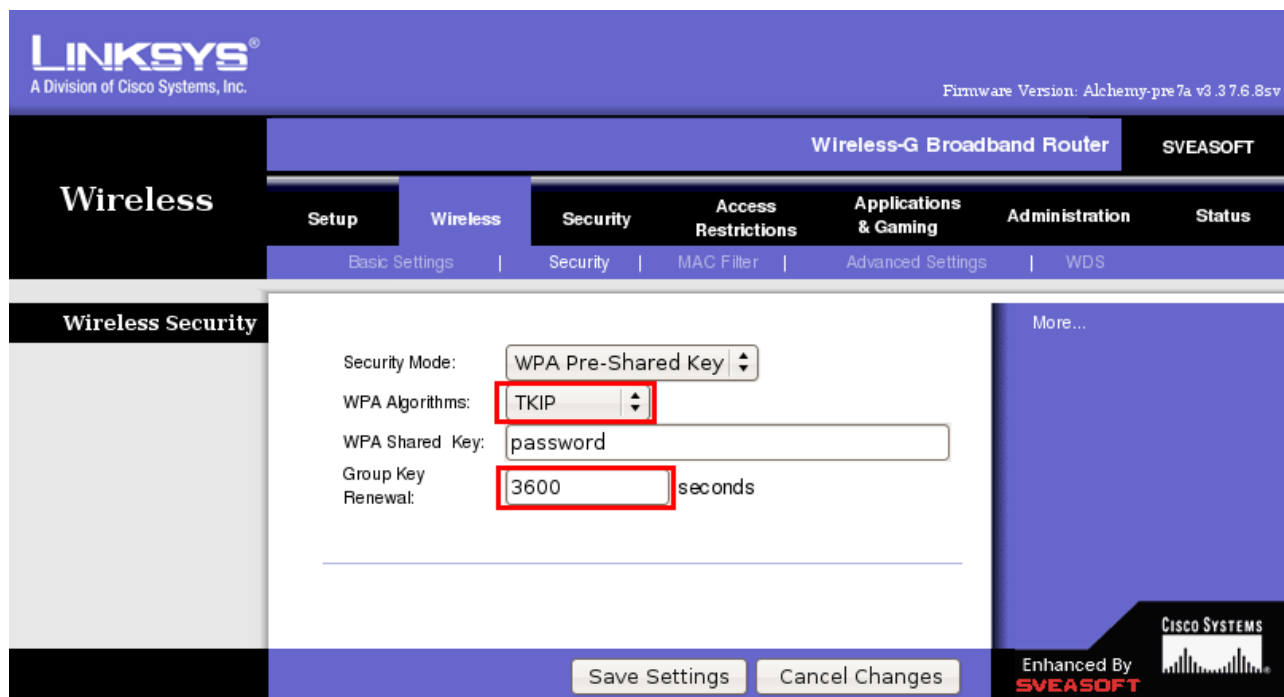 LINKSYS®
A Division of Cisco Systems, Inc.
Firmware Version: Alchemy-pre7a v3.37.6.8sv
Wireless-G Broadband Router
SVEASOFT
Wireless
Setup
Wireless
Security
Access
Restrictions
Applications
& Gaming
Administration
Status
Basic Settings | Security | MAC Filter | Advanced Settings | WDS
Wireless Security
More...
Security Mode: WPA Pre-Shared Key
WPA Algorithms: TKIP
WPA Shared Key: password
Group Key
Renewal:
3600 seconds
CISCO SYSTEMS
Save Settings Cancel Changes
Enhanced By
SVEASOFT